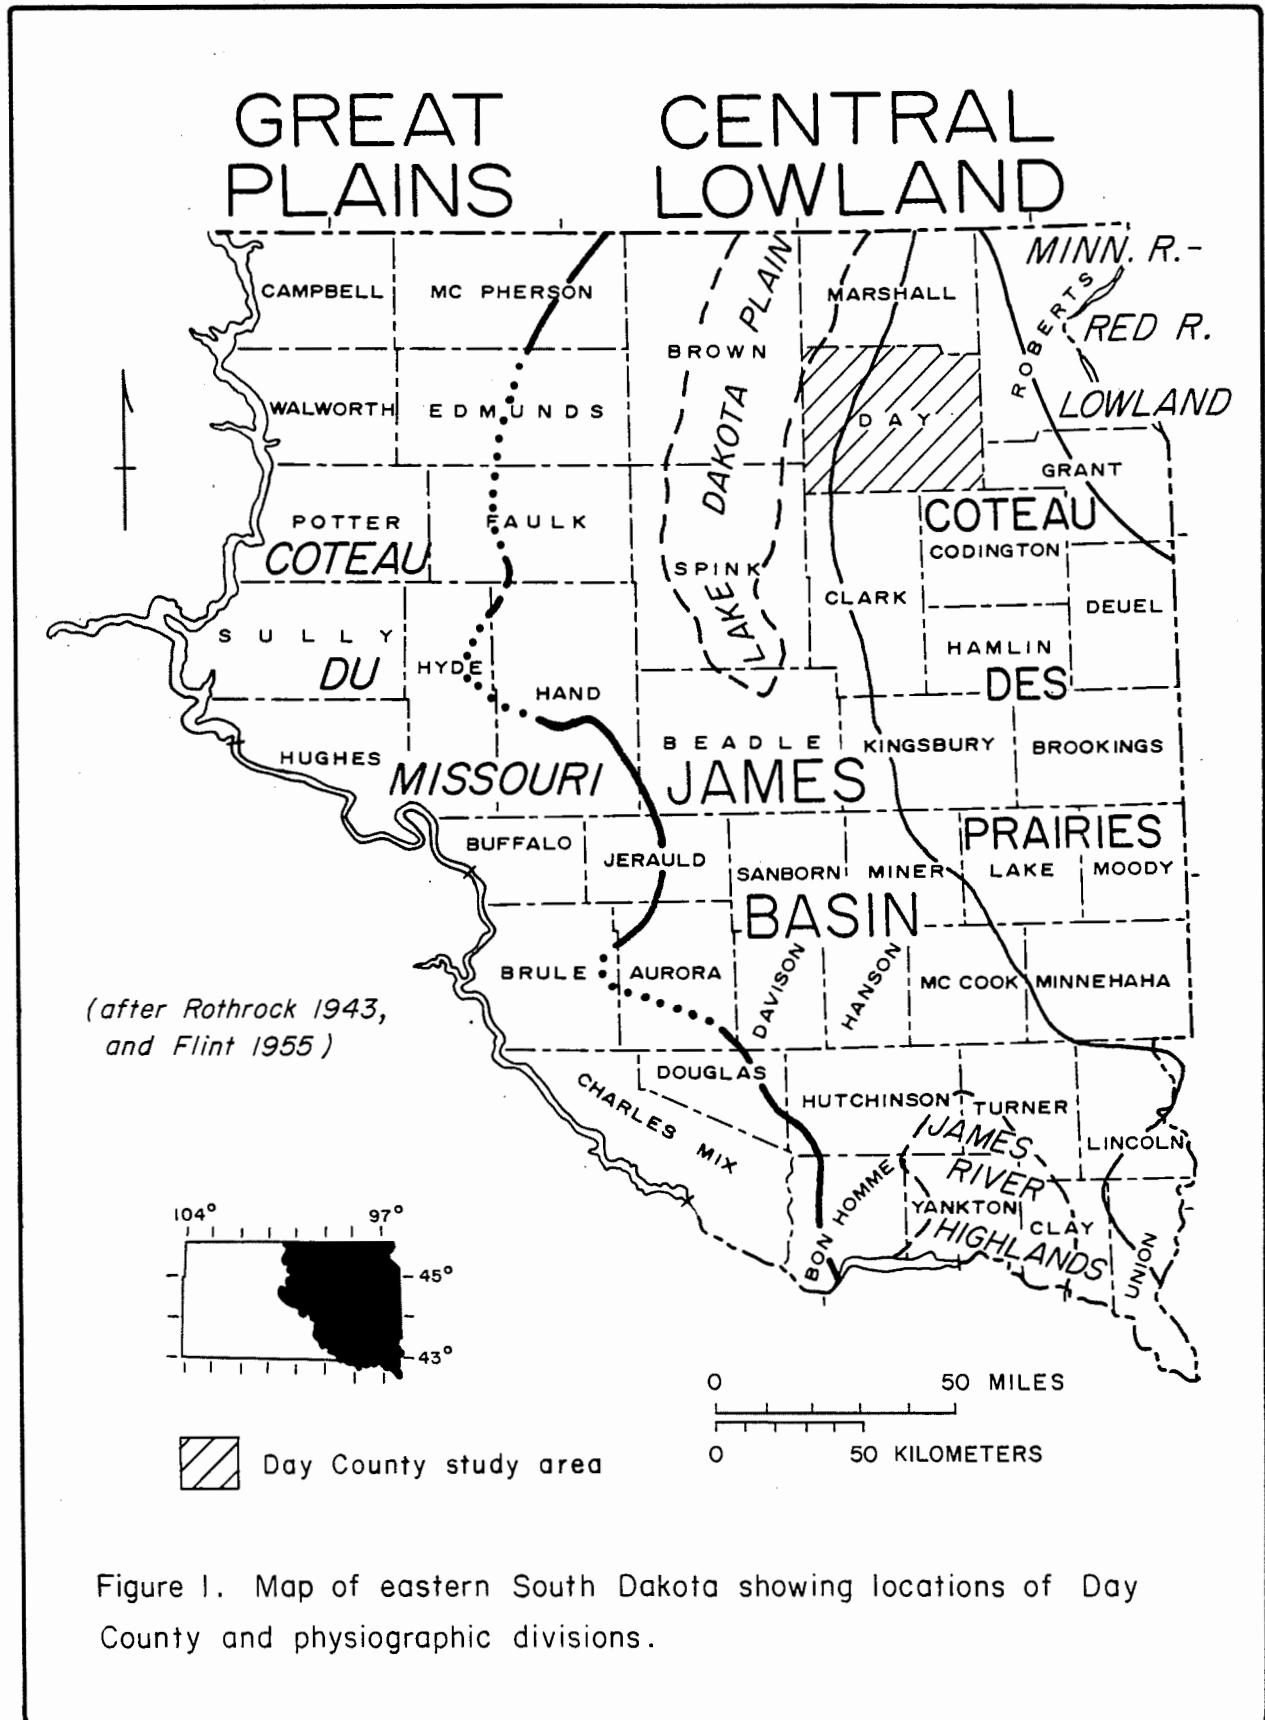 GREAT
PLAINS
CENTRAL
LOWLAND
MINN. R.-
RED R.
LOWLAND
CAMPBELL
MC PHERSON
BROWN
LAKE DAKOTA PLAIN
MARSHALL
ROBERTS
WALWORTH
EDMUNDS
DAY
GRANT
POTTER
FAULK
SPINK
CLARK
CODINGTON
DEUEL
HAMLIN
COTEAU
DU
MISSOURI
COTEAU
DES
PRAIRIES
SULLY
HYDE
HAND
HUGHES
BEADLE
KINGSBURY
BROOKINGS
JAMES
BASIN
BUFFALO
JERAULD
SANBORN
MINER
LAKE
MOODY
BRULE
AURORA
DAVISON
HANSON
MC COOK
MINNEHAHA
(after Rothrock 1943,
and Flint 1955)
DOUGLAS
CHARLES MIX
HUTCHINSON
TURNER
LINCOLN
JAMES
RIVER
HIGHLANDS
BON HOMME
YANKTON
CLAY
UNION
104°
97°
45°
43°
0 50 MILES
0 50 KILOMETERS
Day County study area
Figure 1. Map of eastern South Dakota showing locations of Day
County and physiographic divisions.